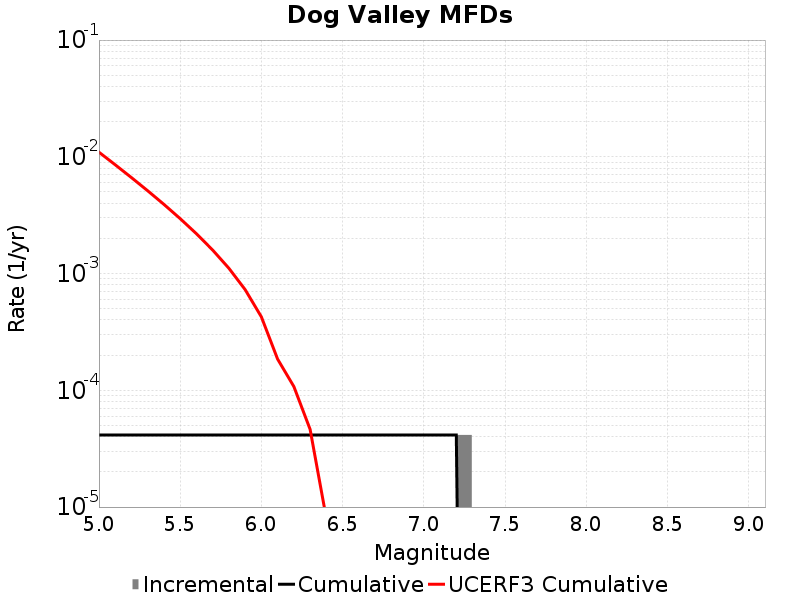 Dog Valley MFDs
10-1
10-2
10-3
10-4
10-5
Rate (1/yr)
5.0 5.5 6.0 6.5 7.0 7.5 8.0 8.5 9.0
Magnitude
Incremental Cumulative UCERF3 Cumulative